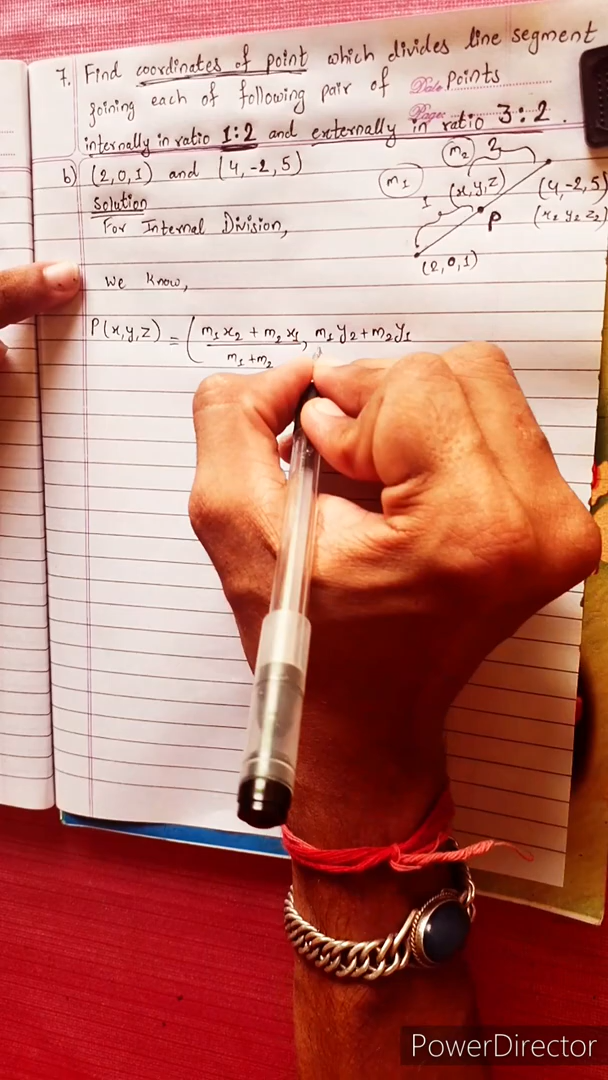 7. Find coordinates of point which divides line segment
joining each of following pair of points
Date:
Page:
internally in ratio 1:2 and externally in ratio 3:2.
b) (2,0,1) and (4,-2,5)
Solution
For Internal Division,
m₁ m₂ 2
1 (x,y,z) (4,-2,5)
P (x₂ y₂ z₂)
(2,0,1)
We know,
P(x,y,z) = ( m₁x₂ + m₂x₁ , m₁y₂ + m₂y₁
m₁+m₂
PowerDirector